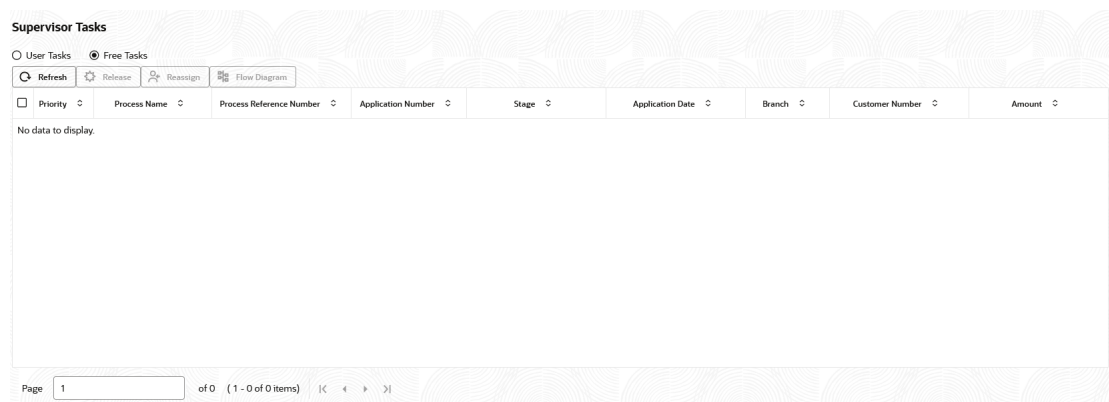 Supervisor Tasks
User Tasks Free Tasks
Refresh Release Reassign Flow Diagram
Priority Process Name Process Reference Number Application Number Stage Application Date Branch Customer Number Amount
No data to display.
Page 1 of 0 ( 1 - 0 of 0 items)